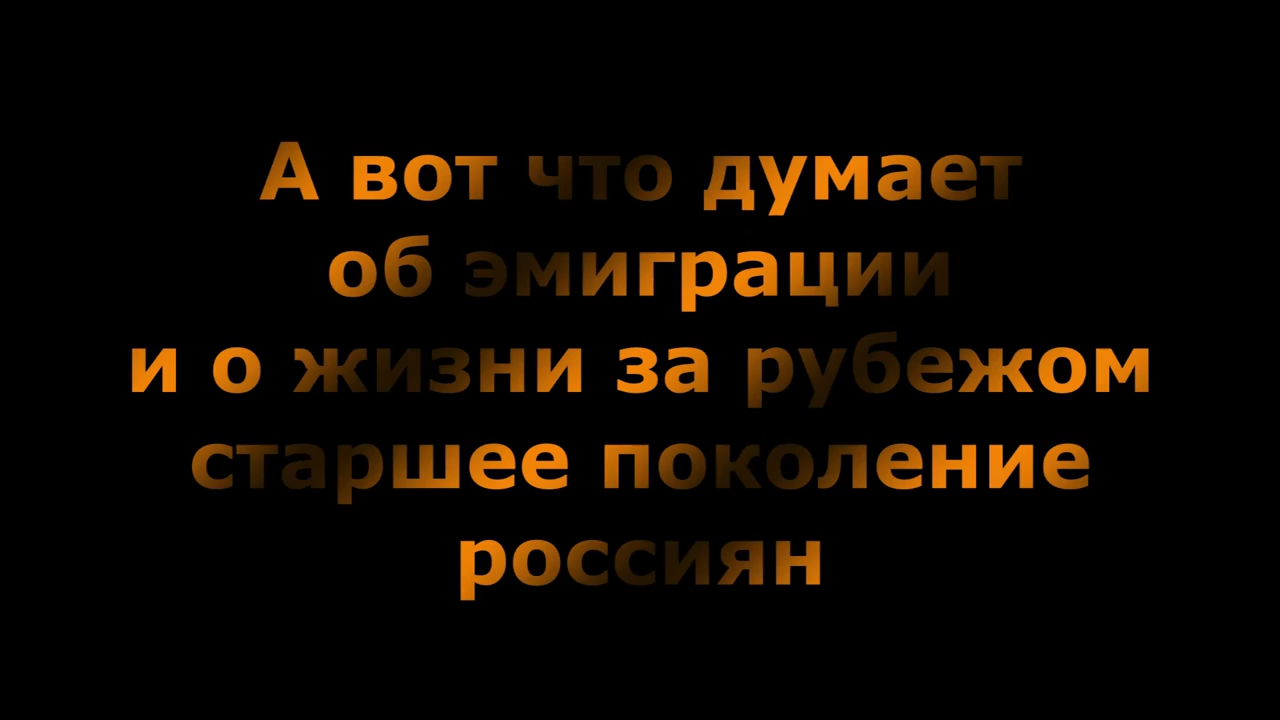 А вот что думает
об эмиграции
и о жизни за рубежом
старшее поколение
россиян